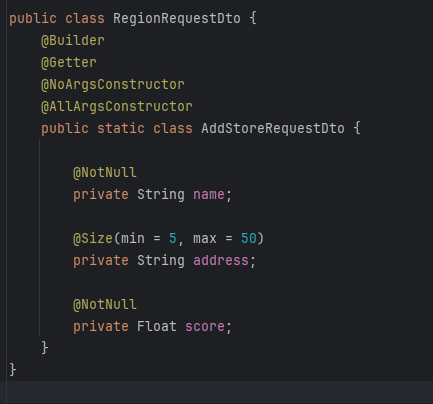 public class RegionRequestDto {
    @Builder
    @Getter
    @NoArgsConstructor
    @AllArgsConstructor
    public static class AddStoreRequestDto {
        @NotNull
        private String name;
        @Size(min = 5, max = 50)
        private String address;
        @NotNull
        private Float score;
    }
}